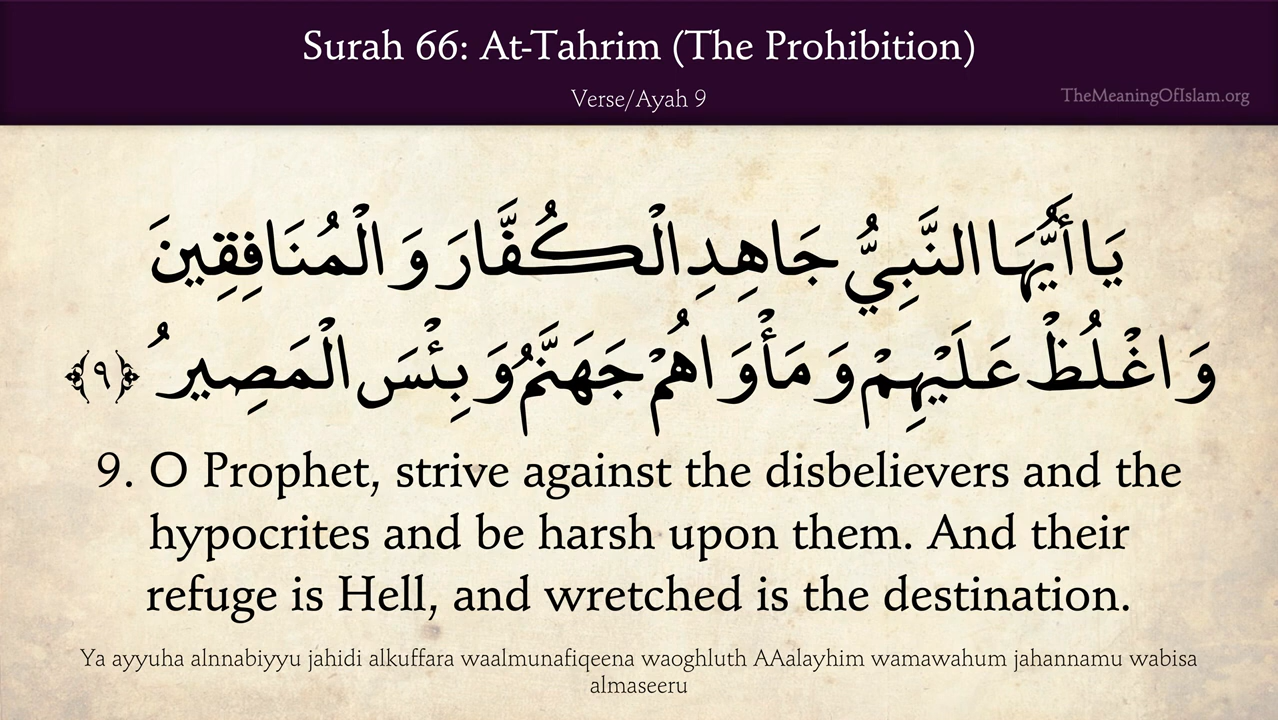 Surah 66: At-Tahrim (The Prohibition)
Verse/Ayah 9
TheMeaningOfIslam.org
يَا أَيُّهَا النَّبِيُّ جَاهِدِ الْكُفَّارَ وَالْمُنَافِقِينَ
وَاغْلُظْ عَلَيْهِمْ وَمَأْوَاهُمْ جَهَنَّمُ وَبِئْسَ الْمَصِيرُ ﴿٩﴾
9. O Prophet, strive against the disbelievers and the
hypocrites and be harsh upon them. And their
refuge is Hell, and wretched is the destination.
Ya ayyuha alnnabiyyu jahidi alkuffara waalmunafiqeena waoghluth AAalayhim wamawahum jahannamu wabisa
almaseeru